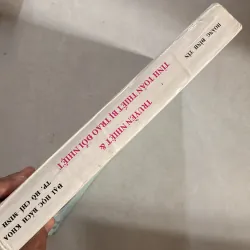 HOÀNG ĐÌNH TÍN
TRUYỀN NHIỆT &
TÍNH TOÁN THIẾT BỊ TRAO ĐỔI NHIỆT
ĐẠI HỌC BÁCH KHOA
TP. HỒ CHÍ MINH